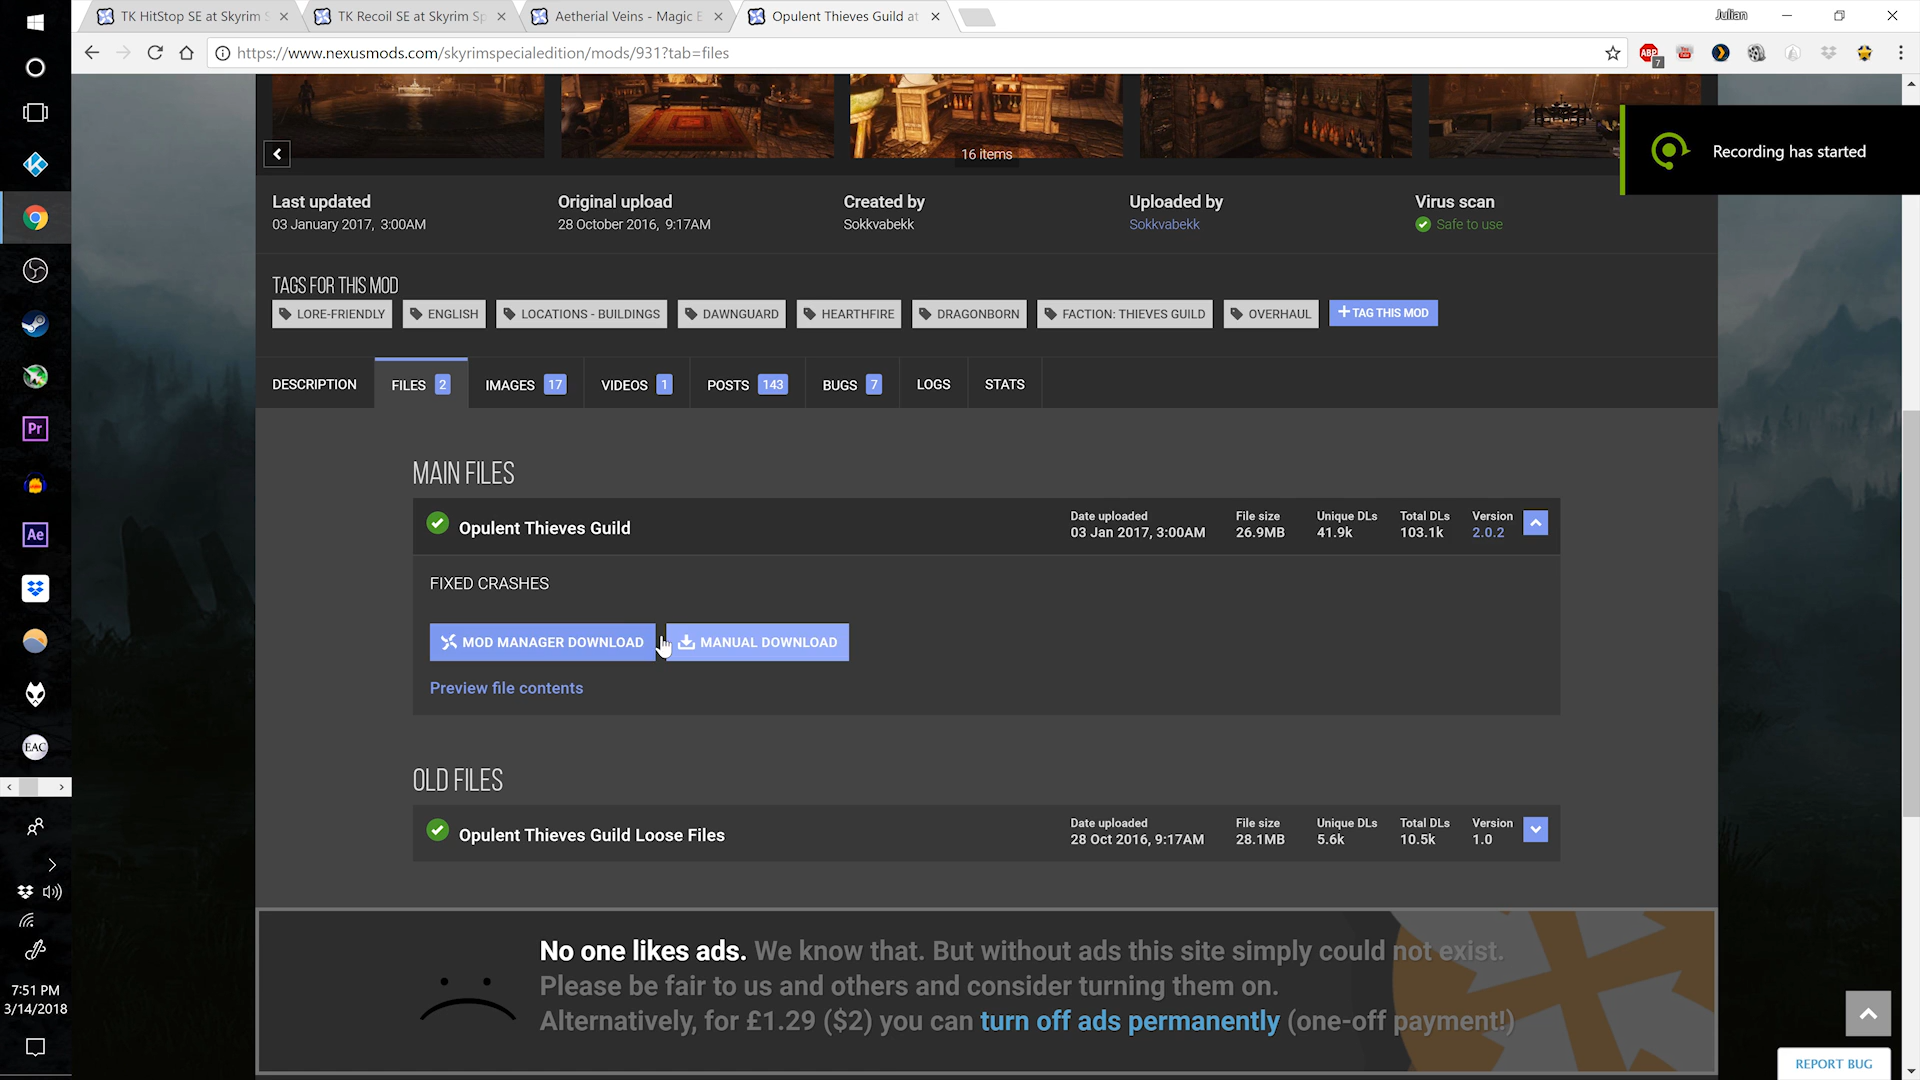 TK HitStop SE at Skyrim S
TK Recoil SE at Skyrim Sp
Aetherial Veins - Magic E
Opulent Thieves Guild at
Julian
https://www.nexusmods.com/skyrimspecialedition/mods/931?tab=files
ABP
7
You
Tube
16 items
Recording has started
Last updated
03 January 2017, 3:00AM
Original upload
28 October 2016, 9:17AM
Created by
Sokkvabekk
Uploaded by
Sokkvabekk
Virus scan
Safe to use
TAGS FOR THIS MOD
LORE-FRIENDLY
ENGLISH
LOCATIONS - BUILDINGS
DAWNGUARD
HEARTHFIRE
DRAGONBORN
FACTION: THIEVES GUILD
OVERHAUL
+ TAG THIS MOD
DESCRIPTION
FILES 2
IMAGES 17
VIDEOS 1
POSTS 143
BUGS 7
LOGS
STATS
MAIN FILES
Opulent Thieves Guild
Date uploaded
03 Jan 2017, 3:00AM
File size
26.9MB
Unique DLs
41.9k
Total DLs
103.1k
Version
2.0.2
FIXED CRASHES
MOD MANAGER DOWNLOAD
MANUAL DOWNLOAD
Preview file contents
OLD FILES
Opulent Thieves Guild Loose Files
Date uploaded
28 Oct 2016, 9:17AM
File size
28.1MB
Unique DLs
5.6k
Total DLs
10.5k
Version
1.0
No one likes ads. We know that. But without ads this site simply could not exist.
Please be fair to us and others and consider turning them on.
Alternatively, for £1.29 ($2) you can turn off ads permanently (one-off payment!)
REPORT BUG
Pr
Ae
EAC
7:51 PM
3/14/2018